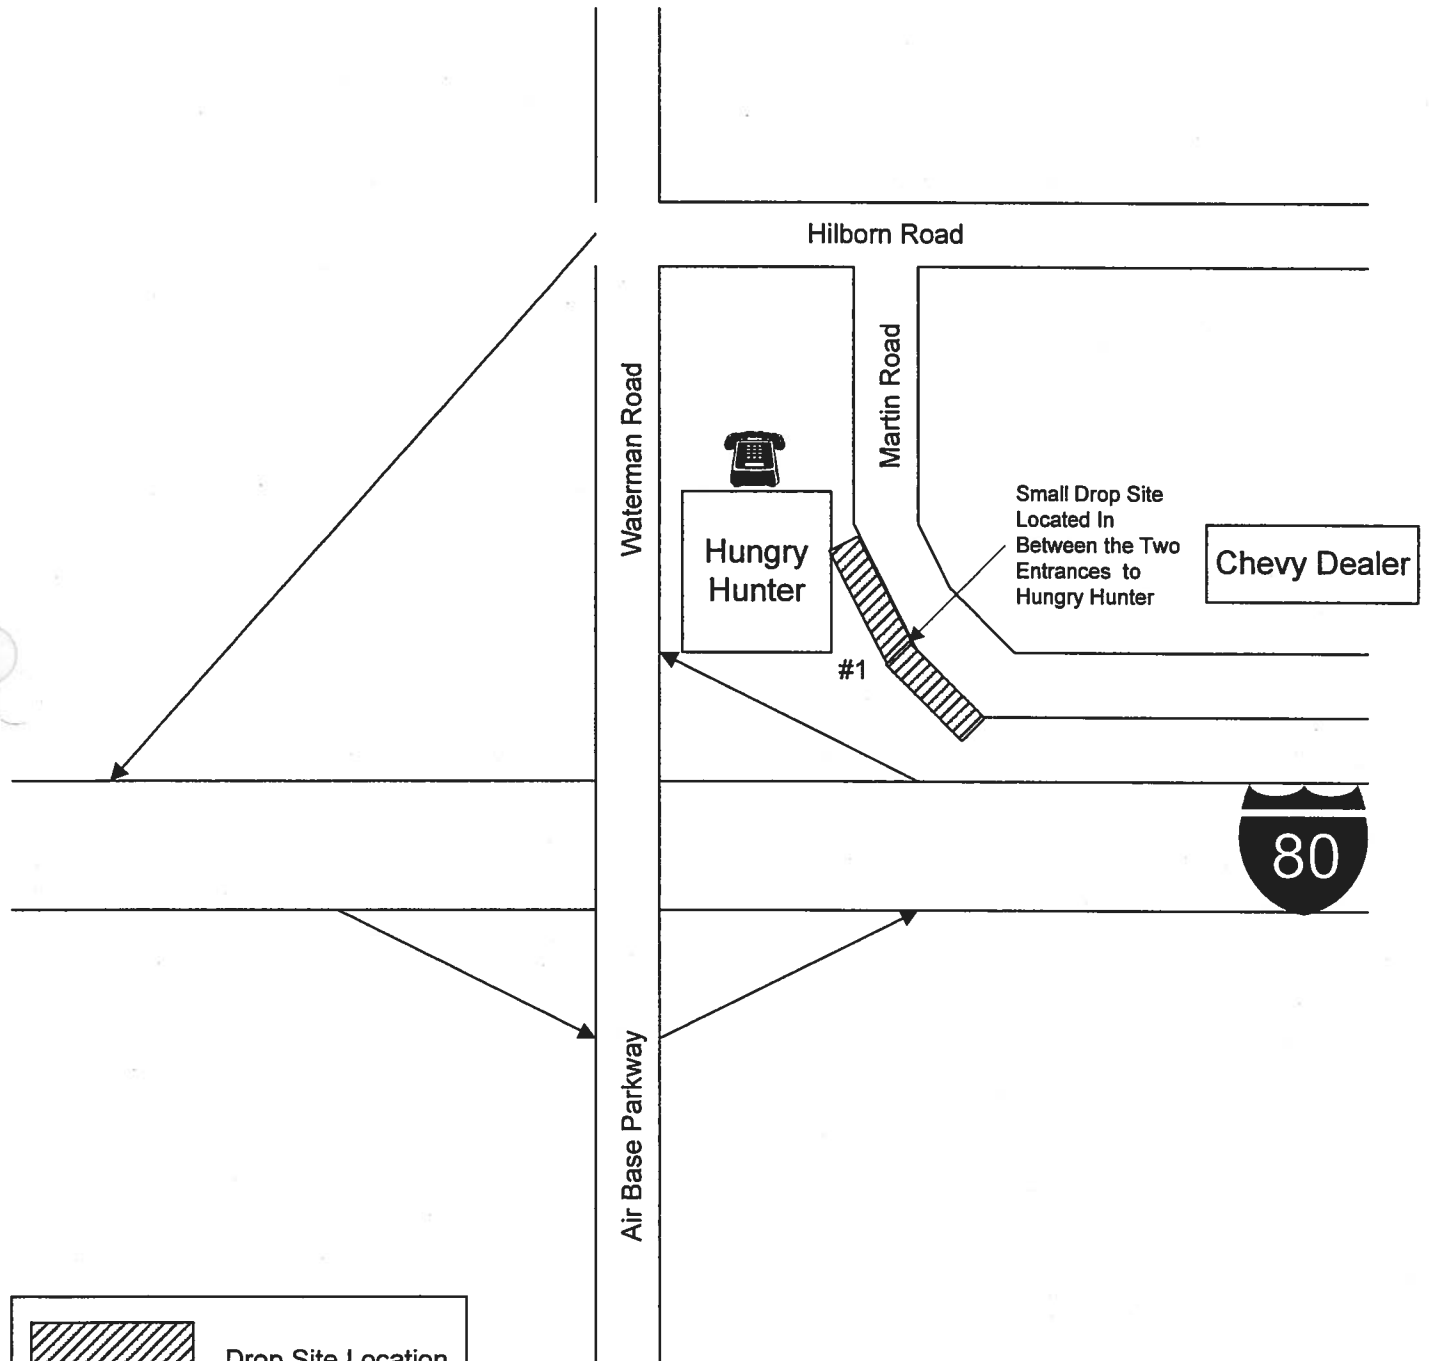 Hilborn Road
Waterman Road
Martin Road
Small Drop Site
Located In
Between the Two
Entrances to
Hungry Hunter
Chevy Dealer
Hungry
Hunter
#1
80
Air Base Parkway
Drop Site Location